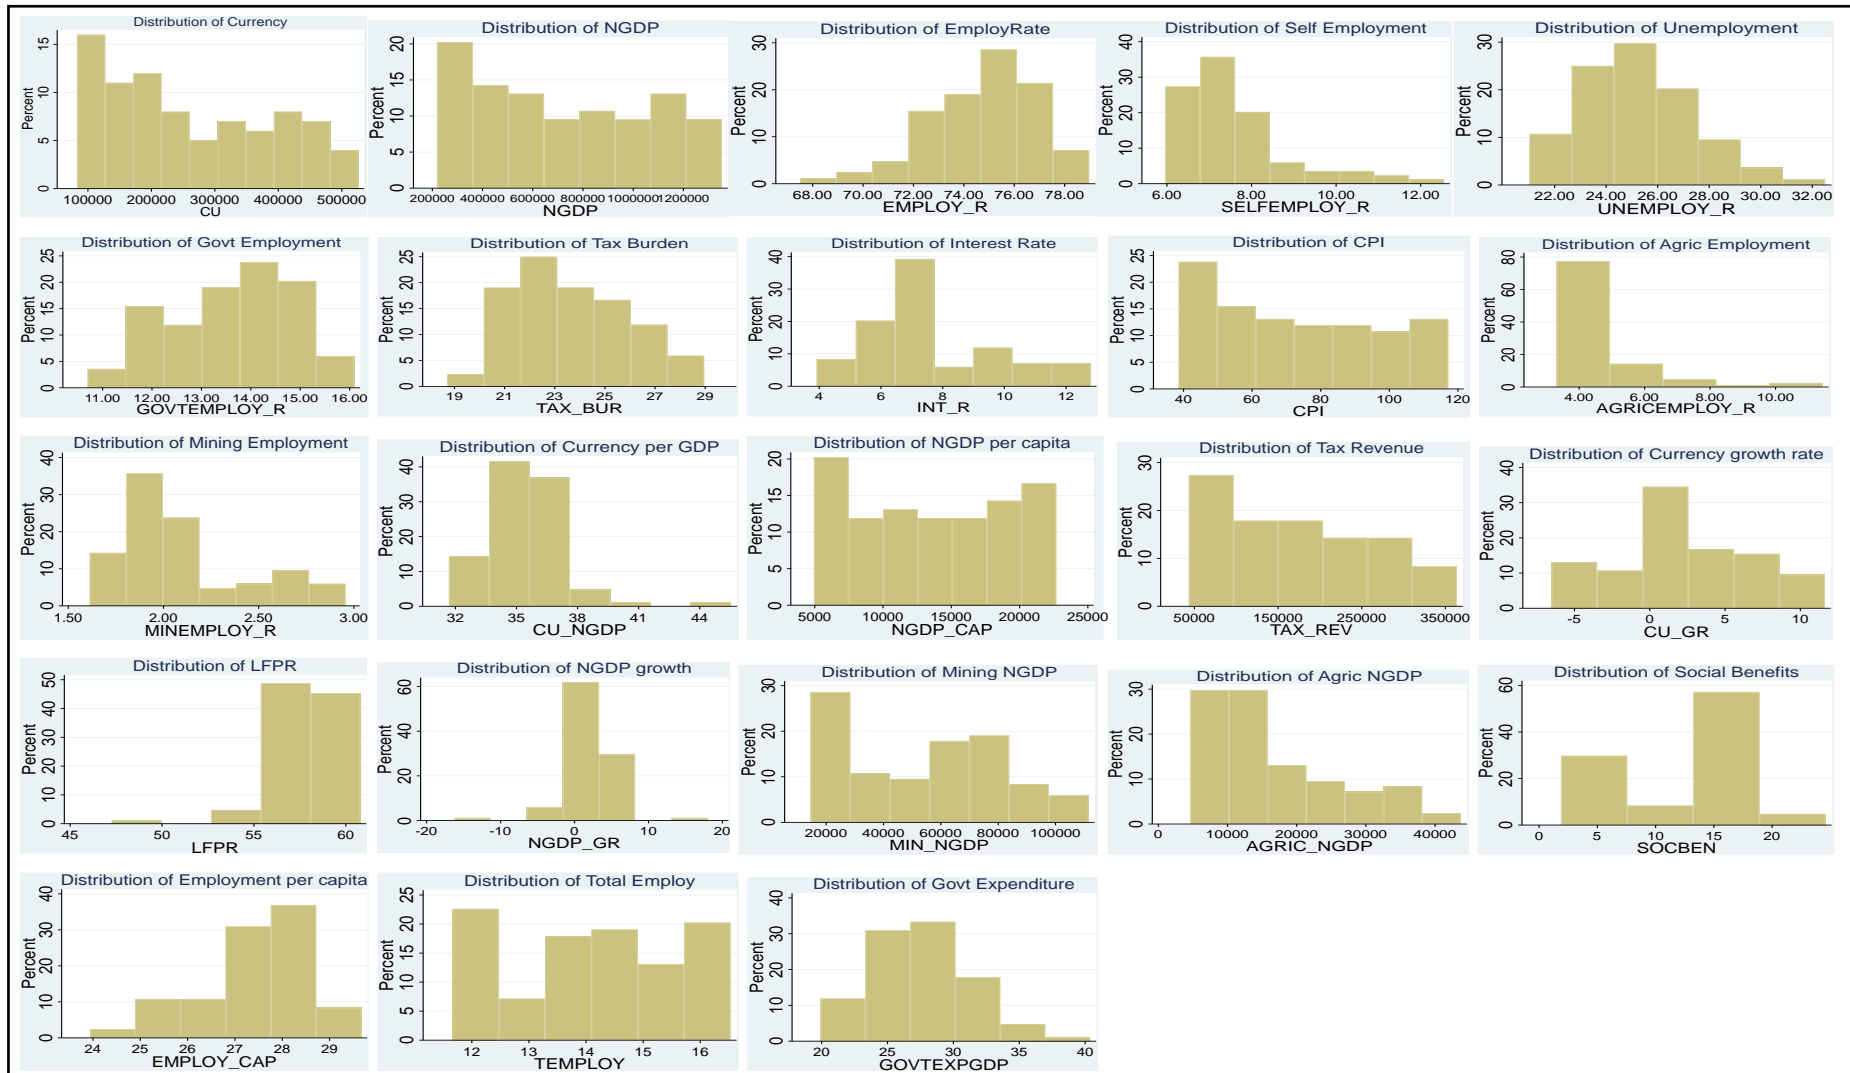 Distribution of Currency
Percent
0 5 10 15
100000 200000 300000 400000 500000
CU
Distribution of NGDP
Percent
0 5 10 15 20
200000 400000 600000 800000 1000000 1200000
NGDP
Distribution of EmployRate
Percent
0 10 20 30
68.00 70.00 72.00 74.00 76.00 78.00
EMPLOY_R
Distribution of Self Employment
Percent
0 10 20 30 40
6.00 8.00 10.00 12.00
SELFEMPLOY_R
Distribution of Unemployment
Percent
0 10 20 30
22.00 24.00 26.00 28.00 30.00 32.00
UNEMPLOY_R
Distribution of Govt Employment
Percent
0 5 10 15 20 25
11.00 12.00 13.00 14.00 15.00 16.00
GOVTEMPLOY_R
Distribution of Tax Burden
Percent
0 5 10 15 20 25
19 21 23 25 27 29
TAX_BUR
Distribution of Interest Rate
Percent
0 10 20 30 40
4 6 8 10 12
INT_R
Distribution of CPI
Percent
0 5 10 15 20 25
40 60 80 100 120
CPI
Distribution of Agric Employment
Percent
0 20 40 60 80
4.00 6.00 8.00 10.00
AGRICEMPLOY_R
Distribution of Mining Employment
Percent
0 10 20 30 40
1.50 2.00 2.50 3.00
MINEMPLOY_R
Distribution of Currency per GDP
Percent
0 10 20 30 40
32 35 38 41 44
CU_NGDP
Distribution of NGDP per capita
Percent
0 5 10 15 20
5000 10000 15000 20000 25000
NGDP_CAP
Distribution of Tax Revenue
Percent
0 10 20 30
50000 150000 250000 350000
TAX_REV
Distribution of Currency growth rate
Percent
0 10 20 30 40
-5 0 5 10
CU_GR
Distribution of LFPR
Percent
0 10 20 30 40 50
45 50 55 60
LFPR
Distribution of NGDP growth
Percent
0 20 40 60
-20 -10 0 10 20
NGDP_GR
Distribution of Mining NGDP
Percent
0 10 20 30
20000 40000 60000 80000 100000
MIN_NGDP
Distribution of Agric NGDP
Percent
0 10 20 30
0 10000 20000 30000 40000
AGRIC_NGDP
Distribution of Social Benefits
Percent
0 20 40 60
0 5 10 15 20
SOCBEN
Distribution of Employment per capita
Percent
0 10 20 30 40
24 25 26 27 28 29
EMPLOY_CAP
Distribution of Total Employ
Percent
0 5 10 15 20 25
12 13 14 15 16
TEMPLOY
Distribution of Govt Expenditure
Percent
0 10 20 30 40
20 25 30 35 40
GOVTEXPGDP